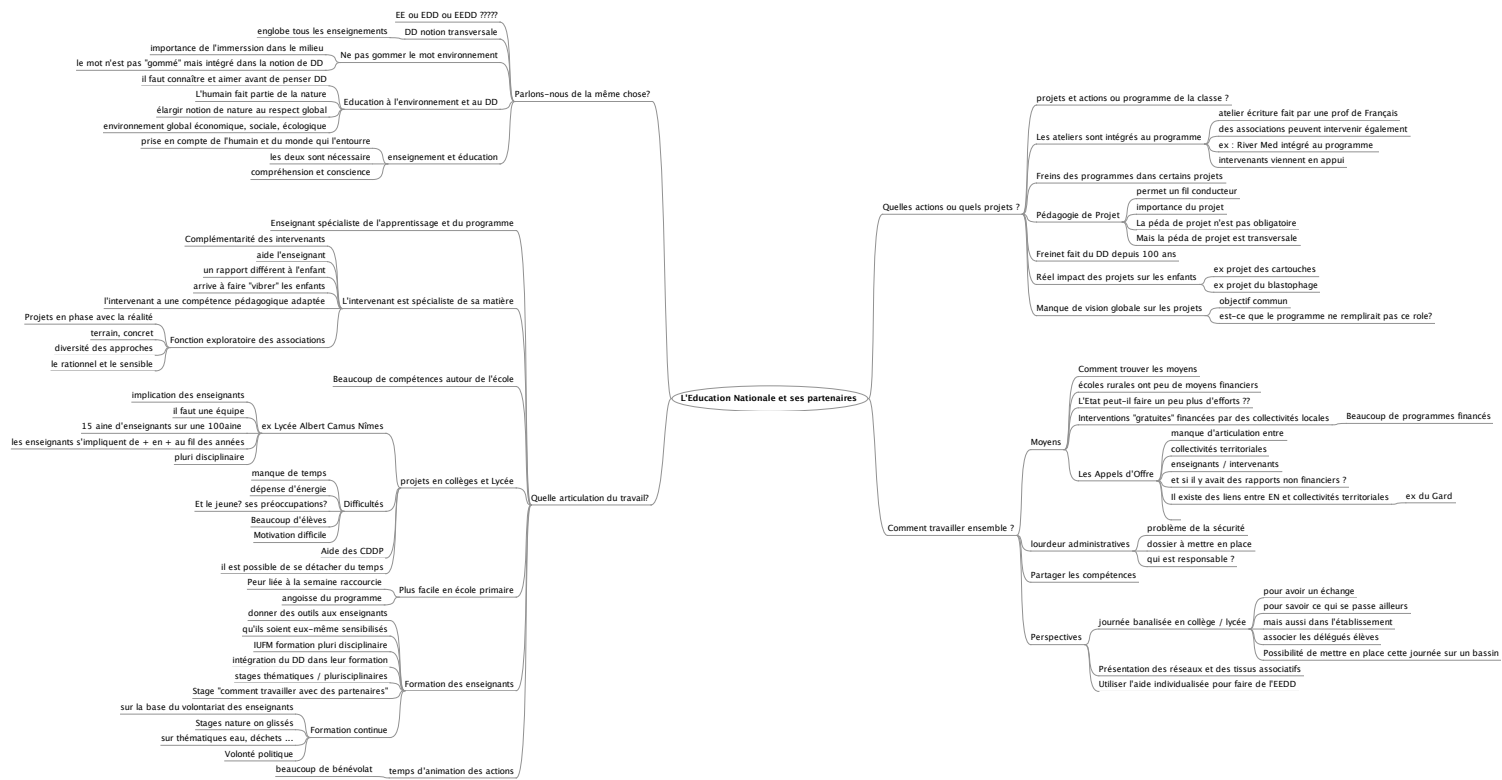 L'Education Nationale et ses partenaires
Parlons-nous de la même chose?
EE ou EDD ou EEDD ?????
DD notion transversale
englobe tous les enseignements
Ne pas gommer le mot environnement
importance de l'immerssion dans le milieu
le mot n'est pas "gommé" mais intégré dans la notion de DD
Education à l'environnement et au DD
il faut connaître et aimer avant de penser DD
L'humain fait partie de la nature
élargir notion de nature au respect global
environnement global économique, sociale, écologique
enseignement et éducation
prise en compte de l'humain et du monde qui l'entourre
les deux sont nécessaire
compréhension et conscience
Quelle articulation du travail?
Enseignant spécialiste de l'apprentissage et du programme
L'intervenant est spécialiste de sa matière
Complémentarité des intervenants
aide l'enseignant
un rapport différent à l'enfant
arrive à faire "vibrer" les enfants
l'intervenant a une compétence pédagogique adaptée
Fonction exploratoire des associations
Projets en phase avec la réalité
terrain, concret
diversité des approches
le rationnel et le sensible
Beaucoup de compétences autour de l'école
projets en collèges et Lycée
ex Lycée Albert Camus Nîmes
implication des enseignants
il faut une équipe
15 aine d'enseignants sur une 100aine
les enseignants s'impliquent de + en + au fil des années
pluri disciplinaire
Difficultés
manque de temps
dépense d'énergie
Et le jeune? ses préoccupations?
Beaucoup d'élèves
Motivation difficile
Aide des CDDP
il est possible de se détacher du temps
Plus facile en école primaire
Peur liée à la semaine raccourcie
angoisse du programme
Formation des enseignants
donner des outils aux enseignants
qu'ils soient eux-même sensibilisés
IUFM formation pluri disciplinaire
intégration du DD dans leur formation
stages thématiques / plurisciplinaires
Stage "comment travailler avec des partenaires"
Formation continue
sur la base du volontariat des enseignants
Stages nature on glissés
sur thématiques eau, déchets ...
Volonté politique
temps d'animation des actions
beaucoup de bénévolat
Quelles actions ou quels projets ?
projets et actions ou programme de la classe ?
Les ateliers sont intégrés au programme
atelier écriture fait par une prof de Français
des associations peuvent intervenir également
ex : River Med intégré au programme
intervenants viennent en appui
Freins des programmes dans certains projets
Pédagogie de Projet
permet un fil conducteur
importance du projet
La péda de projet n'est pas obligatoire
Mais la péda de projet est transversale
Freinet fait du DD depuis 100 ans
Réel impact des projets sur les enfants
ex projet des cartouches
ex projet du blastophage
Manque de vision globale sur les projets
objectif commun
est-ce que le programme ne remplirait pas ce role?
Comment travailler ensemble ?
Moyens
Comment trouver les moyens
écoles rurales ont peu de moyens financiers
L'Etat peut-il faire un peu plus d'efforts ??
Interventions "gratuites" financées par des collectivités locales
Beaucoup de programmes financés
Les Appels d'Offre
manque d'articulation entre
collectivités territoriales
enseignants / intervenants
et si il y avait des rapports non financiers ?
Il existe des liens entre EN et collectivités territoriales
ex du Gard
lourdeur administratives
problème de la sécurité
dossier à mettre en place
qui est responsable ?
Partager les compétences
Perspectives
journée banalisée en collège / lycée
pour avoir un échange
pour savoir ce qui se passe ailleurs
mais aussi dans l'établissement
associer les délégués élèves
Possibilité de mettre en place cette journée sur un bassin
Présentation des réseaux et des tissus associatifs
Utiliser l'aide individualisée pour faire de l'EEDD